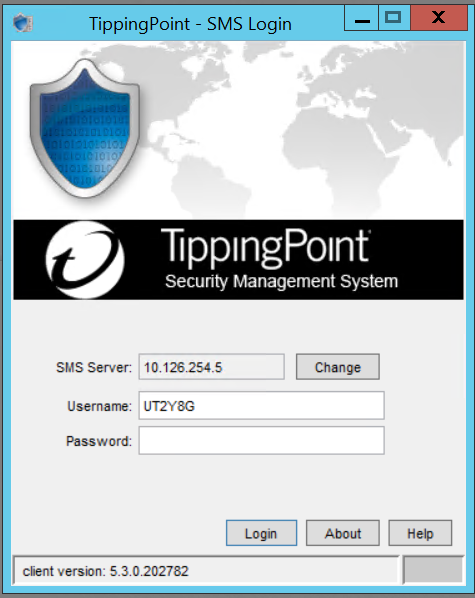 TippingPoint - SMS Login
TippingPoint
Security Management System
SMS Server: 10.126.254.5 Change
Username: UT2Y8G
Password:
Login About Help
client version: 5.3.0.202782